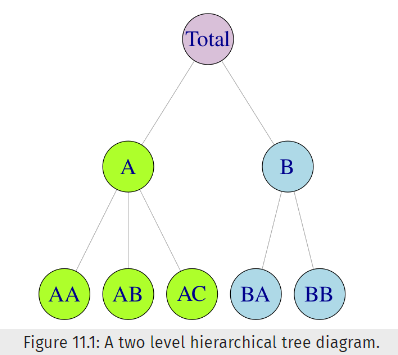 Total
A B
AA AB AC BA BB
Figure 11.1: A two level hierarchical tree diagram.